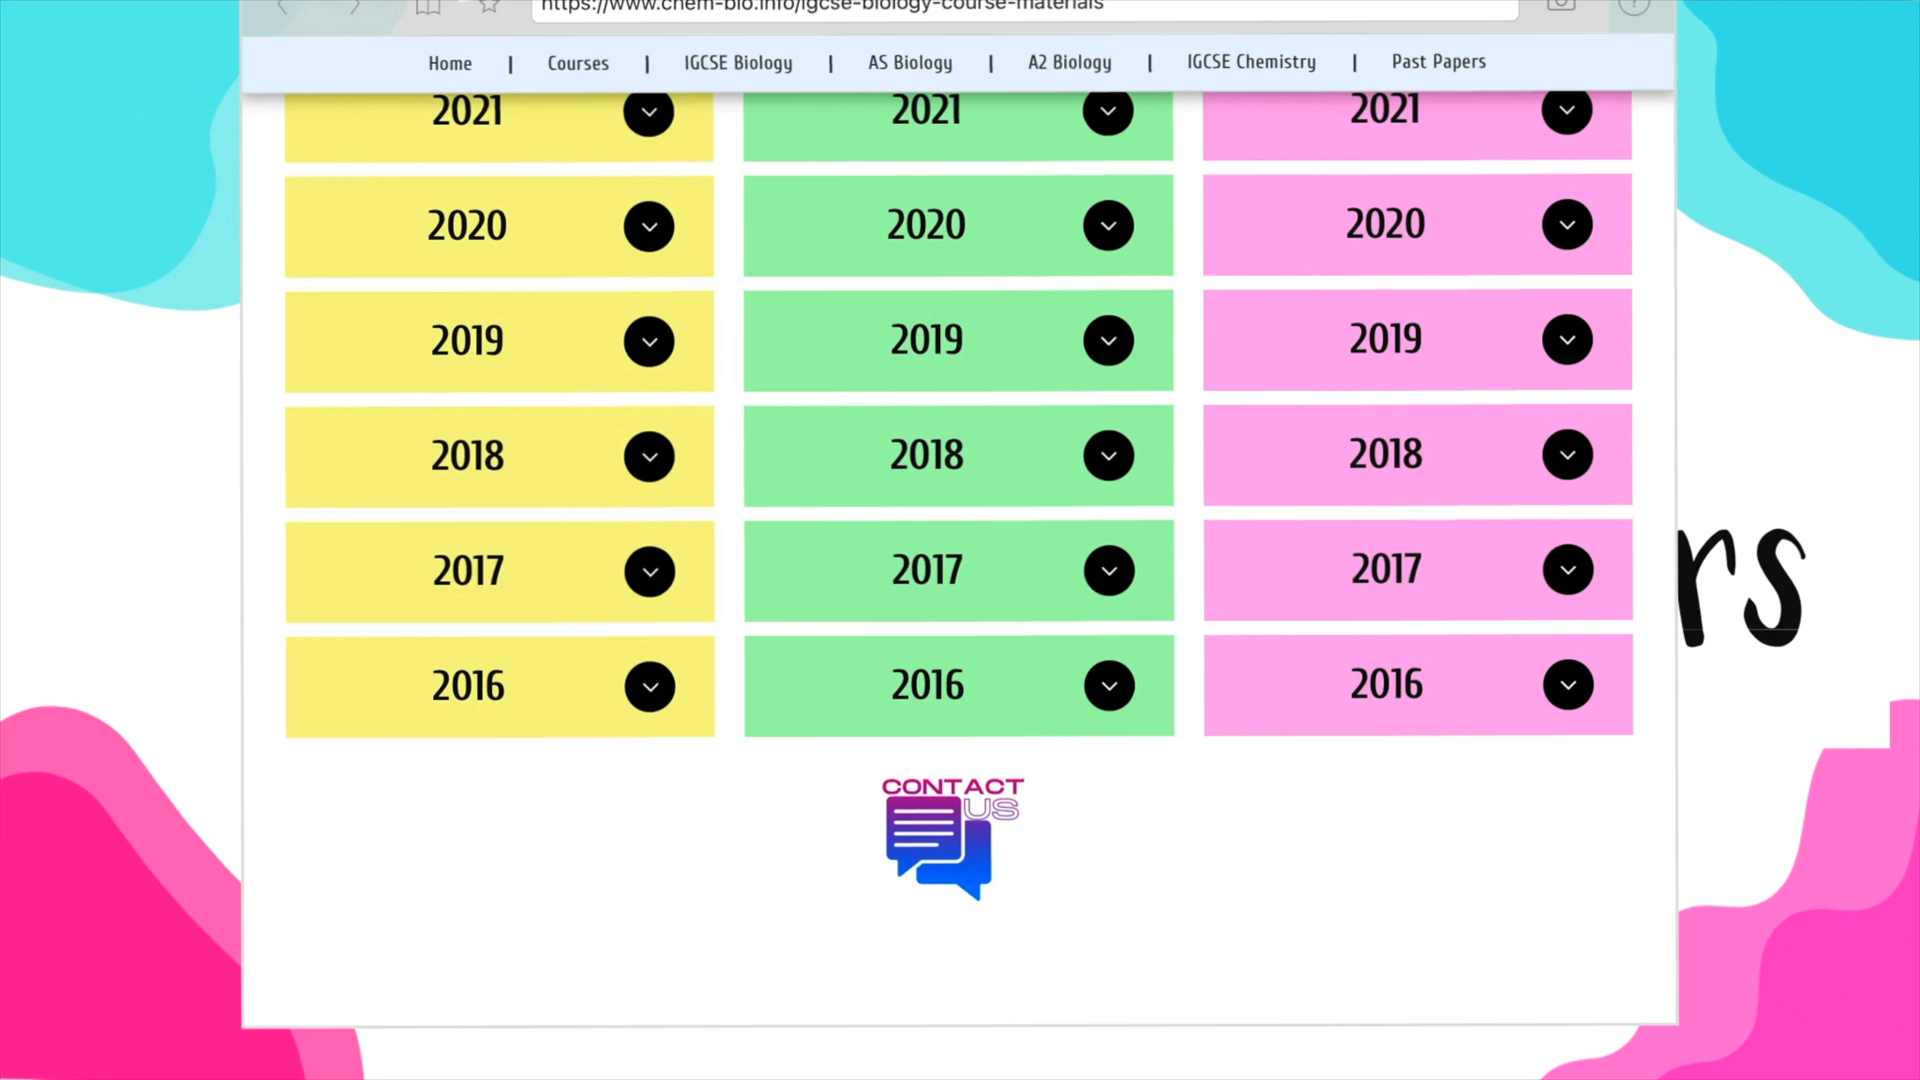 https://www.chem-bio.info/igcse-biology-course-materials
Home | Courses | IGCSE Biology | AS Biology | A2 Biology | IGCSE Chemistry | Past Papers
2021 2021 2021
2020 2020 2020
2019 2019 2019
2018 2018 2018
2017 2017 2017
rs
2016 2016 2016
CONTACT
US